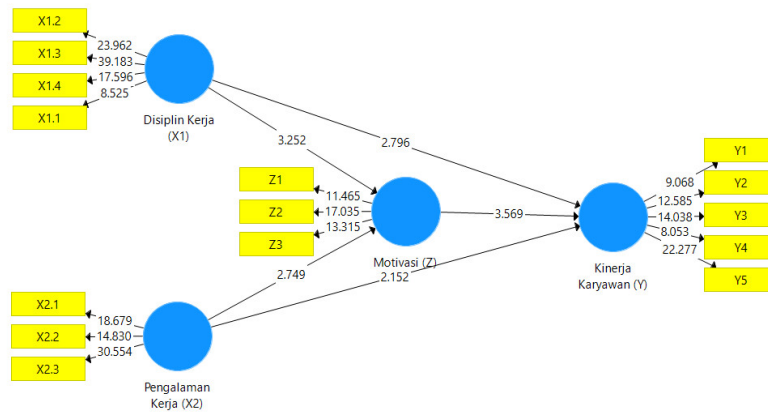 X1.2
X1.3
X1.4
X1.1
23.962
39.183
17.596
8.525
Disiplin Kerja
(X1)
3.252
2.796
Z1
Z2
Z3
11.465
17.035
13.315
Motivasi (Z)
3.569
2.749
2.152
Y1
Y2
Y3
Y4
Y5
9.068
12.585
14.038
8.053
22.277
Kinerja
Karyawan (Y)
X2.1
X2.2
X2.3
18.679
14.830
30.554
Pengalaman
Kerja (X2)